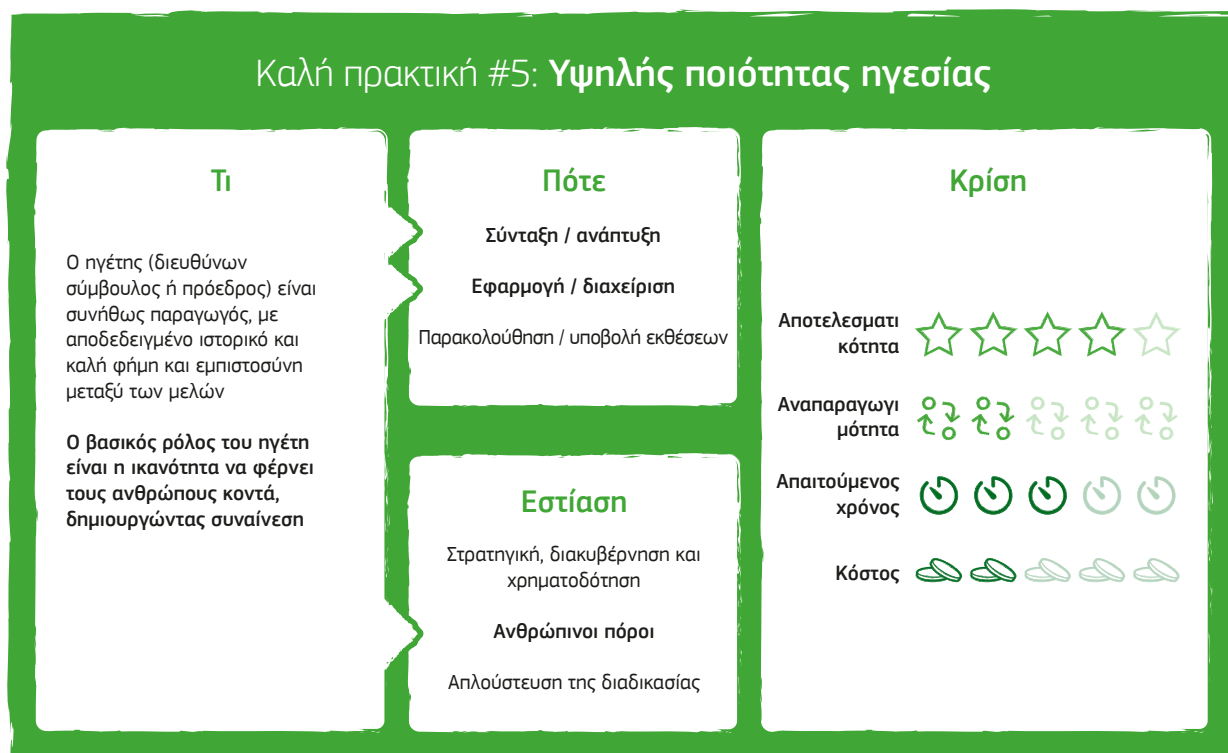 Καλή πρακτική #5: Υψηλής ποιότητας ηγεσίας
Τι
Ο ηγέτης (διευθύνων
σύμβουλος ή πρόεδρος) είναι
συνήθως παραγωγός, με
αποδεδειγμένο ιστορικό και
καλή φήμη και εμπιστοσύνη
μεταξύ των μελών
Ο βασικός ρόλος του ηγέτη
είναι η ικανότητα να φέρνει
τους ανθρώπους κοντά,
δημιουργώντας συναίνεση
Πότε
Σύνταξη / ανάπτυξη
Εφαρμογή / διαχείριση
Παρακολούθηση / υποβολή εκθέσεων
Εστίαση
Στρατηγική, διακυβέρνηση και
χρηματοδότηση
Ανθρώπινοι πόροι
Απλούστευση της διαδικασίας
Κρίση
Αποτελεσματι
κότητα
Αναπαραγωγι
μότητα
Απαιτούμενος
χρόνος
Κόστος